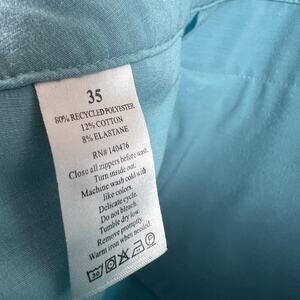 35
80% RECYCLED POLYESTER
12% COTTON
8% ELASTANE
RN# 140476
Close all zippers before wash.
Turn inside out.
Machine wash cold with
like colors.
Delicate cycle.
Do not bleach.
Tumble dry low.
Remove promptly.
Warm iron when needed.